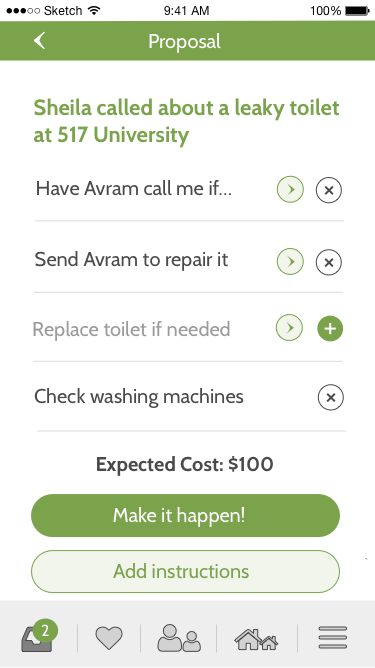 Sketch 9:41 AM 100%
Proposal
Sheila called about a leaky toilet
at 517 University
Have Avram call me if...
Send Avram to repair it
Replace toilet if needed
Check washing machines
Expected Cost: $100
Make it happen!
Add instructions
2